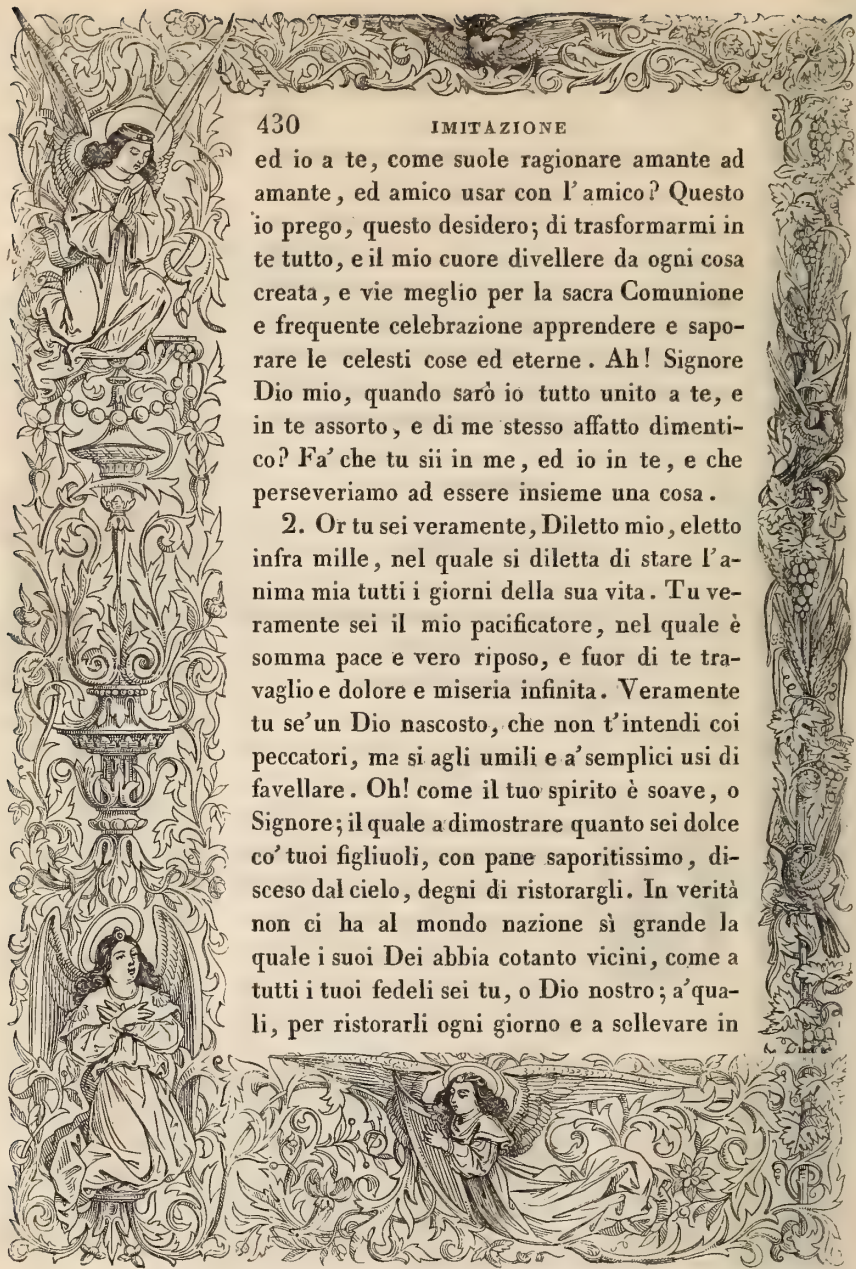 430 IMITAZIONE
ed io a te, come suole ragionare amante ad
amante, ed amico usar con l'amico? Questo
io prego, questo desidero; di trasformarmi in
te tutto, e il mio cuore divellere da ogni cosa
creata, e vie meglio per la sacra Comunione
e frequente celebrazione apprendere e sapo-
rare le celesti cose ed eterne. Ah! Signore
Dio mio, quando sarò io tutto unito a te, e
in te assorto, e di me stesso affatto dimenti-
co? Fa' che tu sii in me, ed io in te, e che
perseveriamo ad essere insieme una cosa.
2. Or tu sei veramente, Diletto mio, eletto
infra mille, nel quale si diletta di stare l'a-
nima mia tutti i giorni della sua vita. Tu ve-
ramente sei il mio pacificatore, nel quale è
somma pace e vero riposo, e fuor di te tra-
vaglio e dolore e miseria infinita. Veramente
tu se' un Dio nascosto, che non t'intendi coi
peccatori, ma si agli umili e a' semplici usi di
favellare. Oh! come il tuo spirito è soave, o
Signore; il quale a dimostrare quanto sei dolce
co' tuoi figliuoli, con pane saporitissimo, di-
sceso dal cielo, degni di ristorargli. In verità
non ci ha al mondo nazione sì grande la
quale i suoi Dei abbia cotanto vicini, come a
tutti i tuoi fedeli sei tu, o Dio nostro; a' qua-
li, per ristorarli ogni giorno e a sollevare in